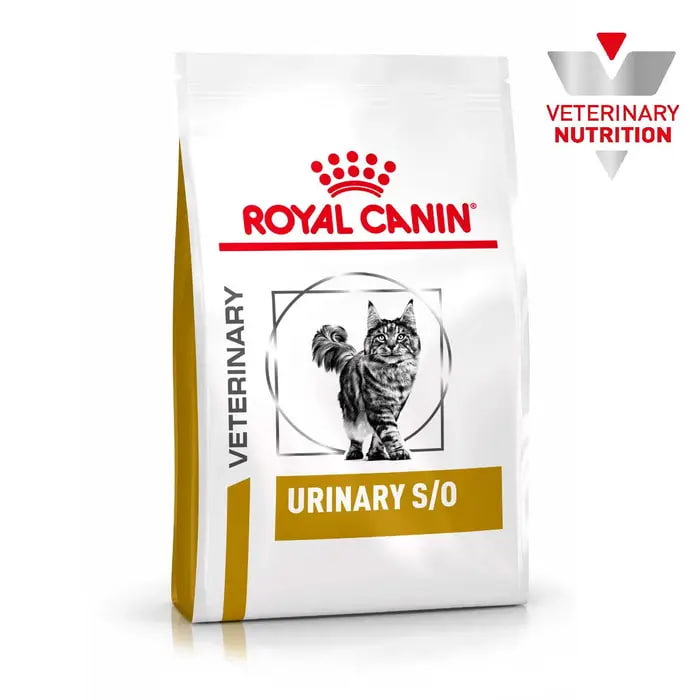 ROYAL CANIN®
VETERINARY
URINARY S/O
VETERINARY
NUTRITION